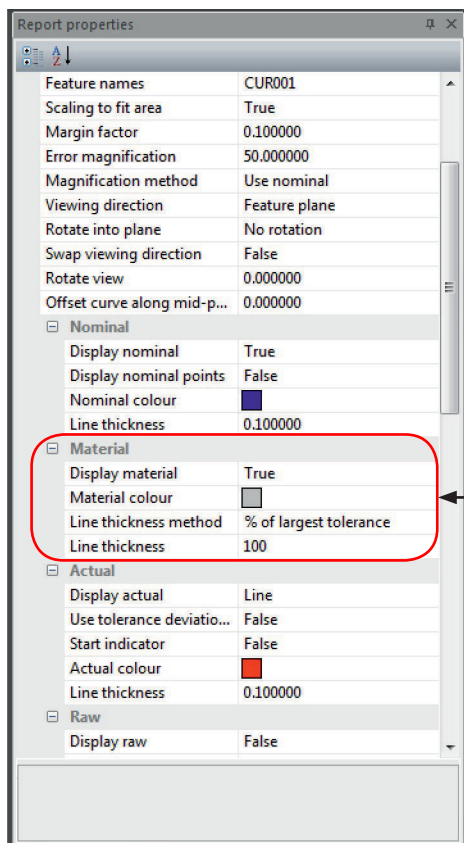 Report properties
Feature names CUR001
Scaling to fit area True
Margin factor 0.100000
Error magnification 50.000000
Magnification method Use nominal
Viewing direction Feature plane
Rotate into plane No rotation
Swap viewing direction False
Rotate view 0.000000
Offset curve along mid-p... 0.000000
Nominal
Display nominal True
Display nominal points False
Nominal colour
Line thickness 0.100000
Material
Display material True
Material colour
Line thickness method % of largest tolerance
Line thickness 100
Actual
Display actual Line
Use tolerance deviatio... False
Start indicator False
Actual colour
Line thickness 0.100000
Raw
Display raw False